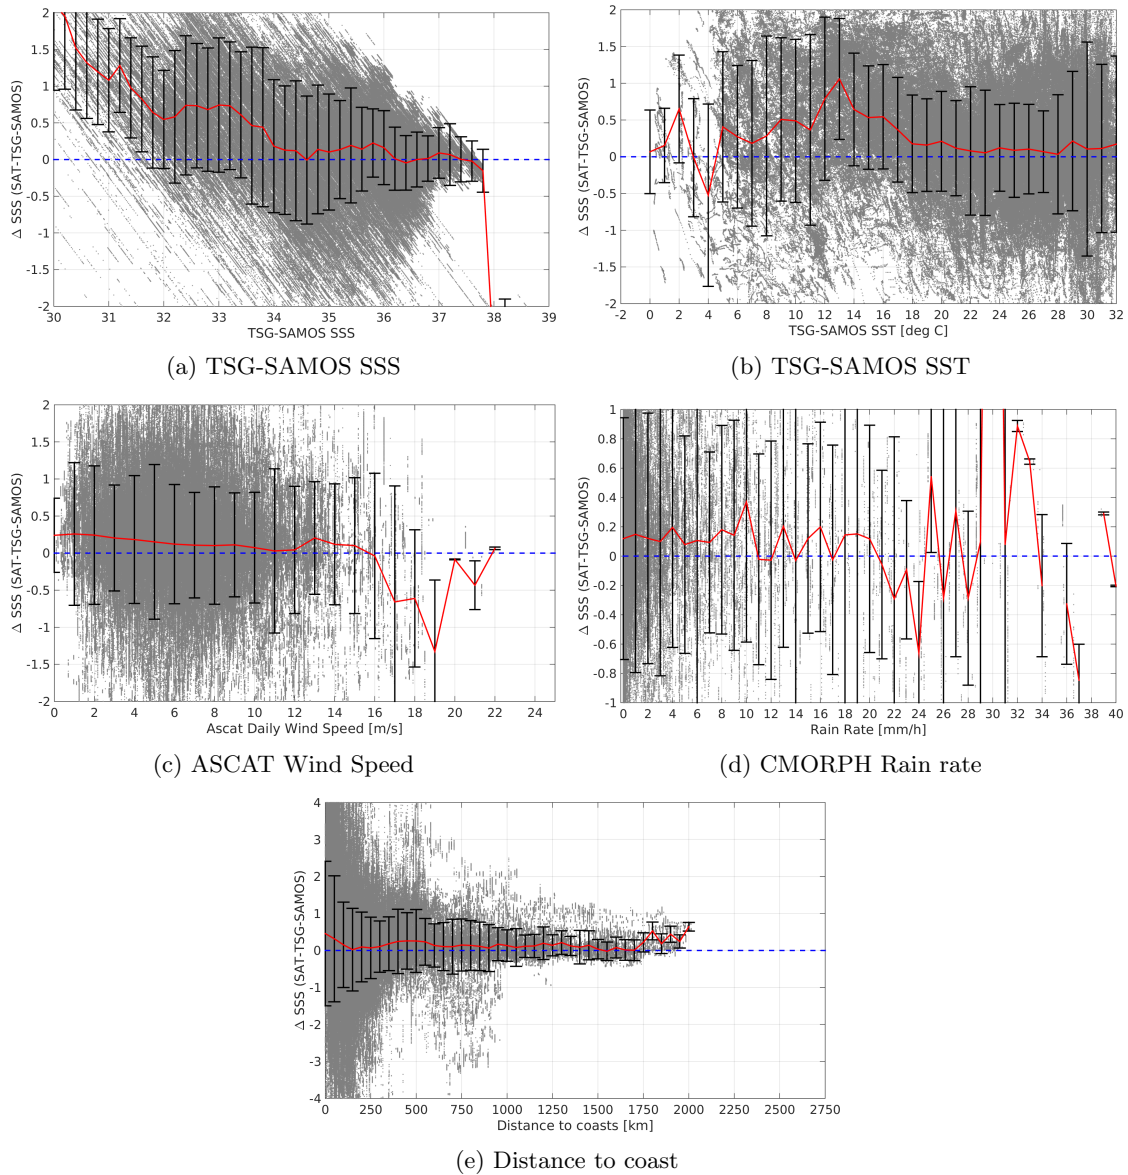 2
1.5
1
0.5
0
-0.5
-1
-1.5
-2
Δ SSS (SAT-TSG-SAMOS)
30 31 32 33 34 35 36 37 38 39
TSG-SAMOS SSS
(a) TSG-SAMOS SSS
2
1.5
1
0.5
0
-0.5
-1
-1.5
-2
Δ SSS (SAT-TSG-SAMOS)
-2 0 2 4 6 8 10 12 14 16 18 20 22 24 26 28 30 32
TSG-SAMOS SST [deg C]
(b) TSG-SAMOS SST
2
1.5
1
0.5
0
-0.5
-1
-1.5
-2
Δ SSS (SAT-TSG-SAMOS)
0 2 4 6 8 10 12 14 16 18 20 22 24
Ascat Daily Wind Speed [m/s]
(c) ASCAT Wind Speed
1
0.8
0.6
0.4
0.2
0
-0.2
-0.4
-0.6
-0.8
-1
Δ SSS (SAT-TSG-SAMOS)
0 2 4 6 8 10 12 14 16 18 20 22 24 26 28 30 32 34 36 38 40
Rain Rate [mm/h]
(d) CMORPH Rain rate
4
3
2
1
0
-1
-2
-3
-4
Δ SSS (SAT-TSG-SAMOS)
0 250 500 750 1000 1250 1500 1750 2000 2250 2500 2750
Distance to coasts [km]
(e) Distance to coast